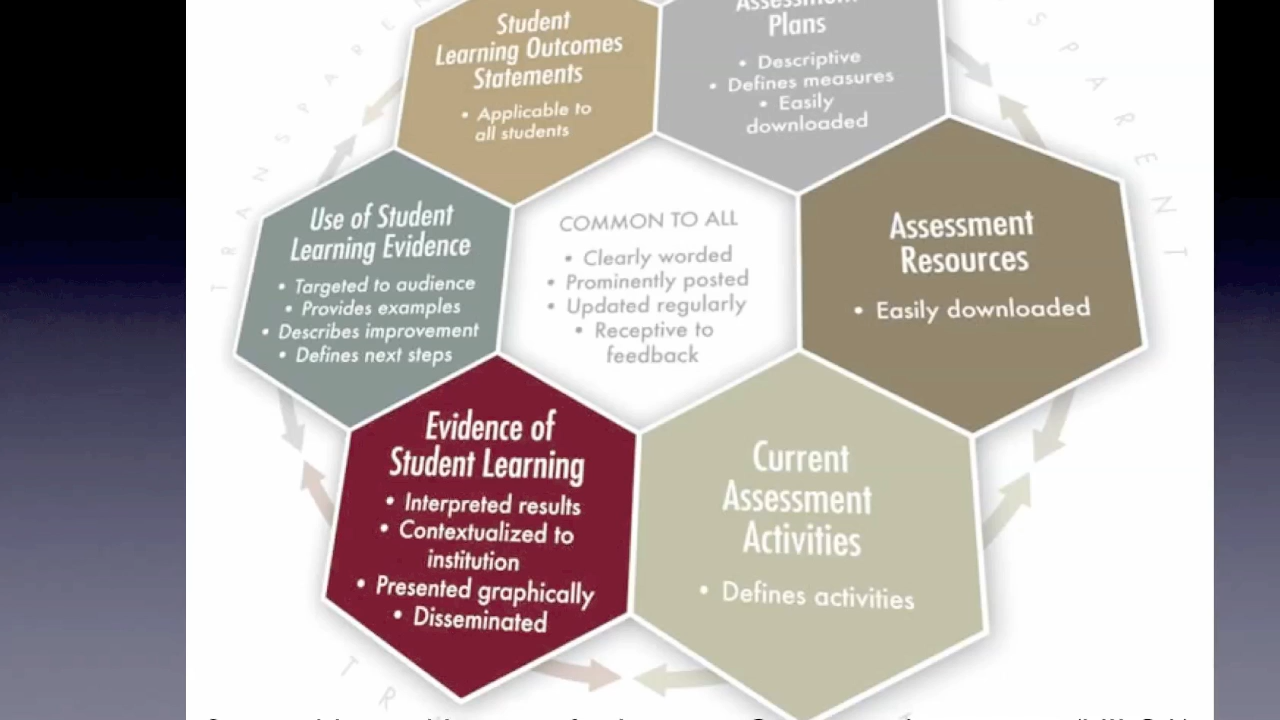 Student
Learning Outcomes
Statements
• Applicable to
all students
Assessment
Plans
• Descriptive
• Defines measures
• Easily
downloaded
Use of Student
Learning Evidence
• Targeted to audience
• Provides examples
• Describes improvement
• Defines next steps
COMMON TO ALL
• Clearly worded
• Prominently posted
• Updated regularly
• Receptive to
feedback
Assessment
Resources
• Easily downloaded
Evidence of
Student Learning
• Interpreted results
• Contextualized to
institution
• Presented graphically
• Disseminated
Current
Assessment
Activities
• Defines activities